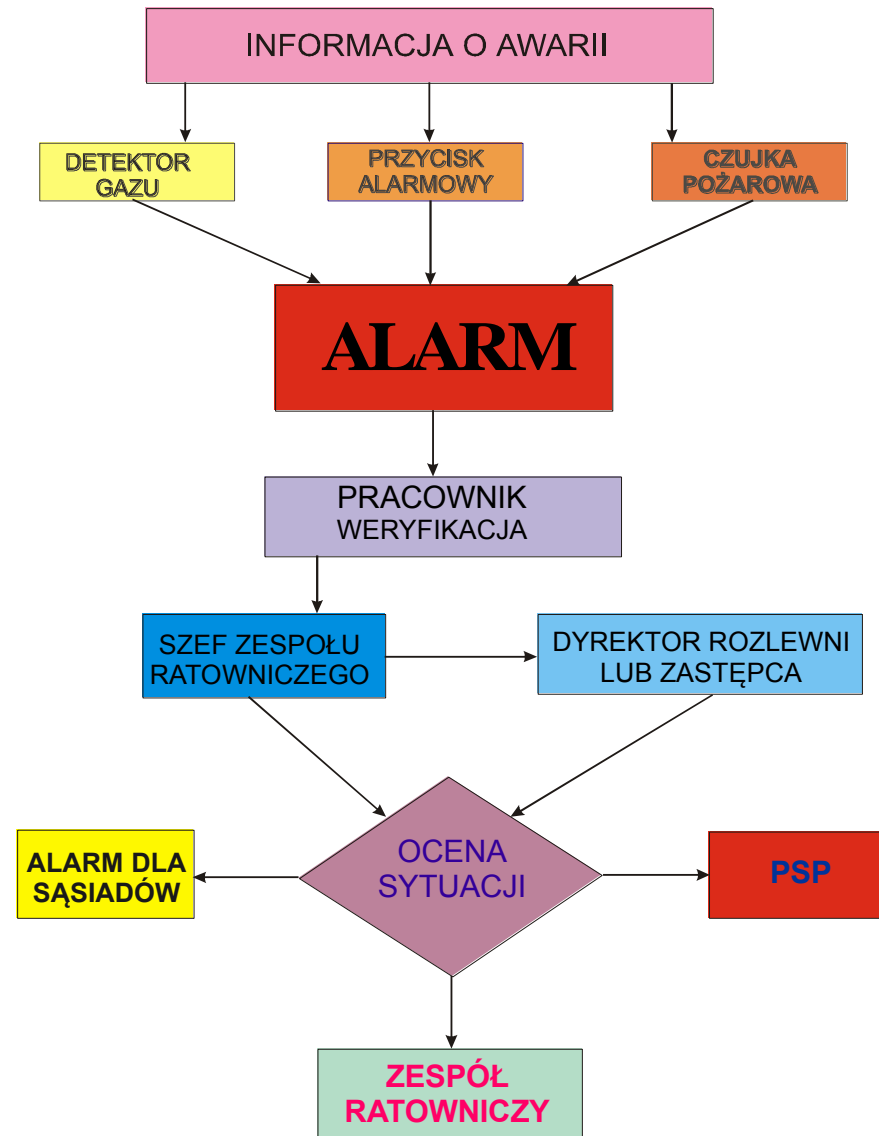 INFORMACJA O AWARII
DETEKTOR
GAZU
PRZYCISK
ALARMOWY
CZUJKA
POŻAROWA
ALARM
PRACOWNIK
WERYFIKACJA
SZEF ZESPOŁU
RATOWNICZEGO
DYREKTOR ROZLEWNI
LUB ZASTĘPCA
OCENA
SYTUACJI
ALARM DLA
SĄSIADÓW
PSP
ZESPÓŁ
RATOWNICZY